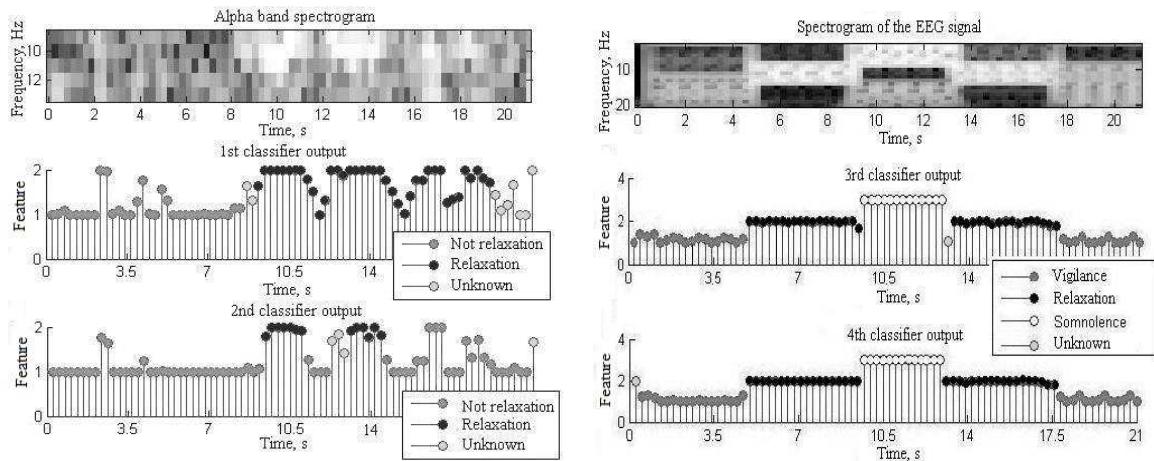 Alpha band spectrogram
Frequency, Hz
10
12
0 2 4 6 8 10 12 14 16 18 20
Time, s
1st classifier output
Feature
2
1
0
3.5 7 10.5 14
Time, s
Not relaxation
Relaxation
Unknown
2nd classifier output
Feature
2
1
0
3.5 7 10.5 14
Time, s
Not relaxation
Relaxation
Unknown
Spectrogram of the EEG signal
Frequency, Hz
10
20
0 2 4 6 8 10 12 14 16 18 20
Time, s
3rd classifier output
Feature
4
2
0
3.5 7 10.5 14
Time, s
Vigilance
Relaxation
Somnolence
Unknown
4th classifier output
Feature
4
2
0
0 3.5 7 10.5 14 17.5 21
Time, s